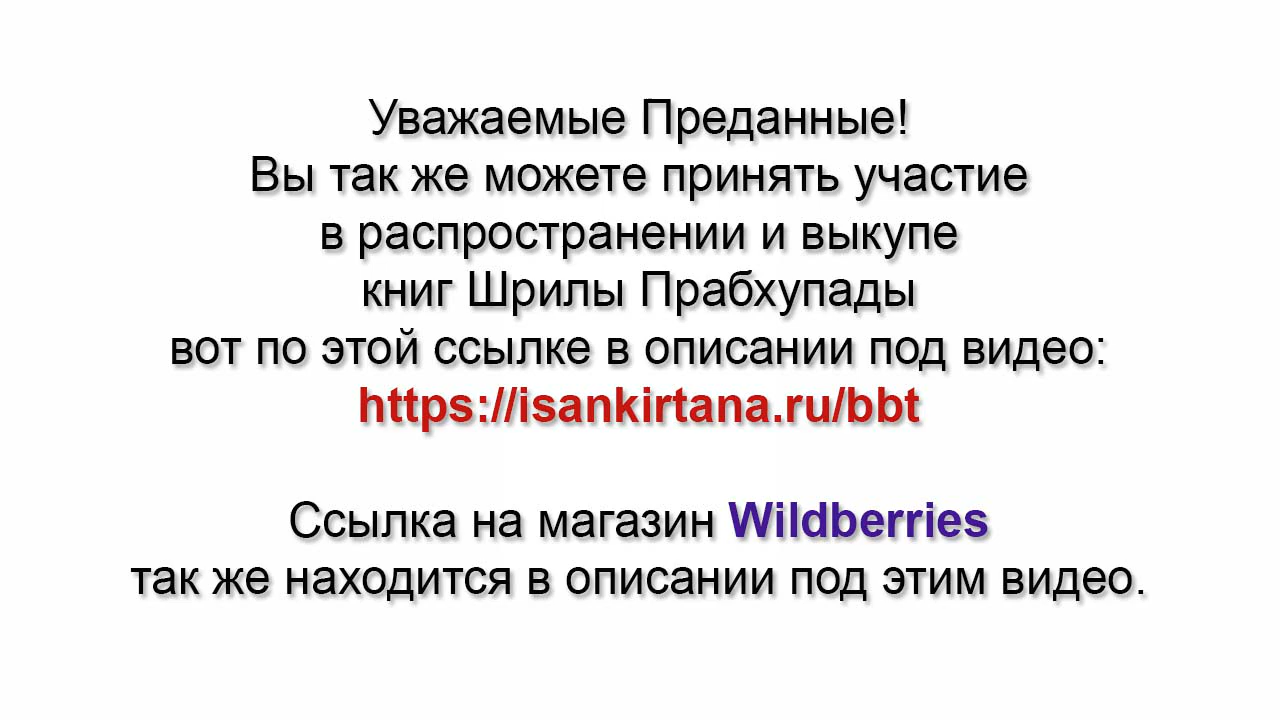 Уважаемые Преданные!
Вы так же можете принять участие
в распространении и выкупе
книг Шрилы Прабхупады
вот по этой ссылке в описании под видео:
https://isankirtana.ru/bbt
Ссылка на магазин Wildberries
так же находится в описании под этим видео.